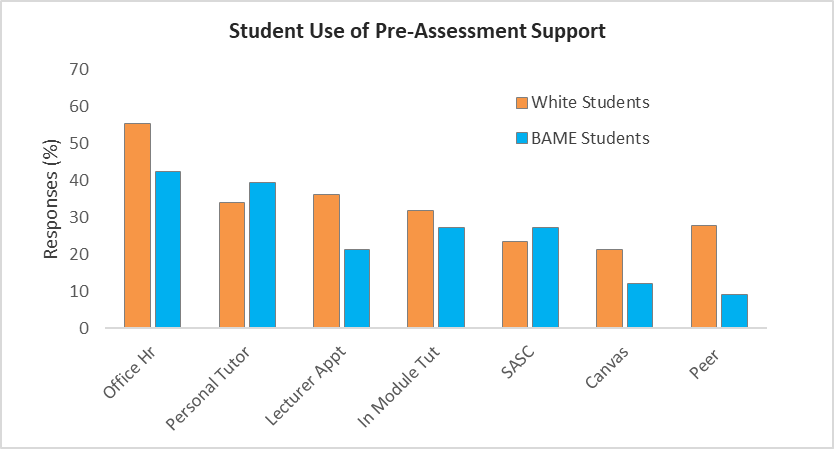 Student Use of Pre-Assessment Support
Responses (%)
70
60
50
40
30
20
10
0
White Students
BAME Students
Office Hr
Personal Tutor
Lecturer Appt
In Module Tut
SASC
Canvas
Peer